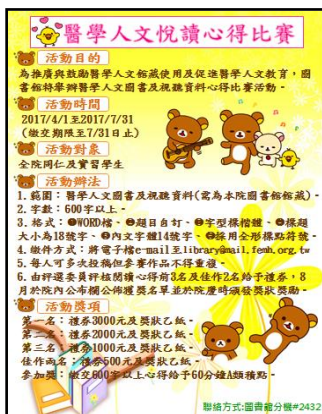 醫學人文悅讀心得比賽
活動目的
為推廣與鼓勵醫學人文館藏使用及促進醫學人文教育，圖
書館特舉辦醫學人文圖書及視聽資料心得比賽活動。
活動時間
2017/4/1至2017/7/31
(繳交期限至7/31日止)
活動對象
全院同仁及實習學生
活動辦法
1.範圍：醫學人文圖書及視聽資料(需為本院圖書館館藏)。
2.字數：600字以上。
3.格式：❶WORD檔、❷題目自訂、❸字型標楷體、❹標題
大小為18號字、❺內文字體14號字、❻採用全形標點符號。
4.繳件方式：將電子檔e-mail至library@mail.femh.org.tw
5.每人可多次投稿但參賽作品不得重複。
6.由評選委員評檢閱讀心得前3名及佳作2名給予禮券，8
月於院內公布欄公佈獲獎名單並於院慶時頒發獎狀獎勵。
活動獎項
第一名：禮券3000元及獎狀乙紙。
第二名：禮券2000元及獎狀乙紙。
第三名：禮券1000元及獎狀乙紙。
佳作兩名：禮券500元及獎狀乙紙。
參加獎：繳交600字以上心得給予60分鐘A類積點。
聯絡方式:圖書館分機#2432